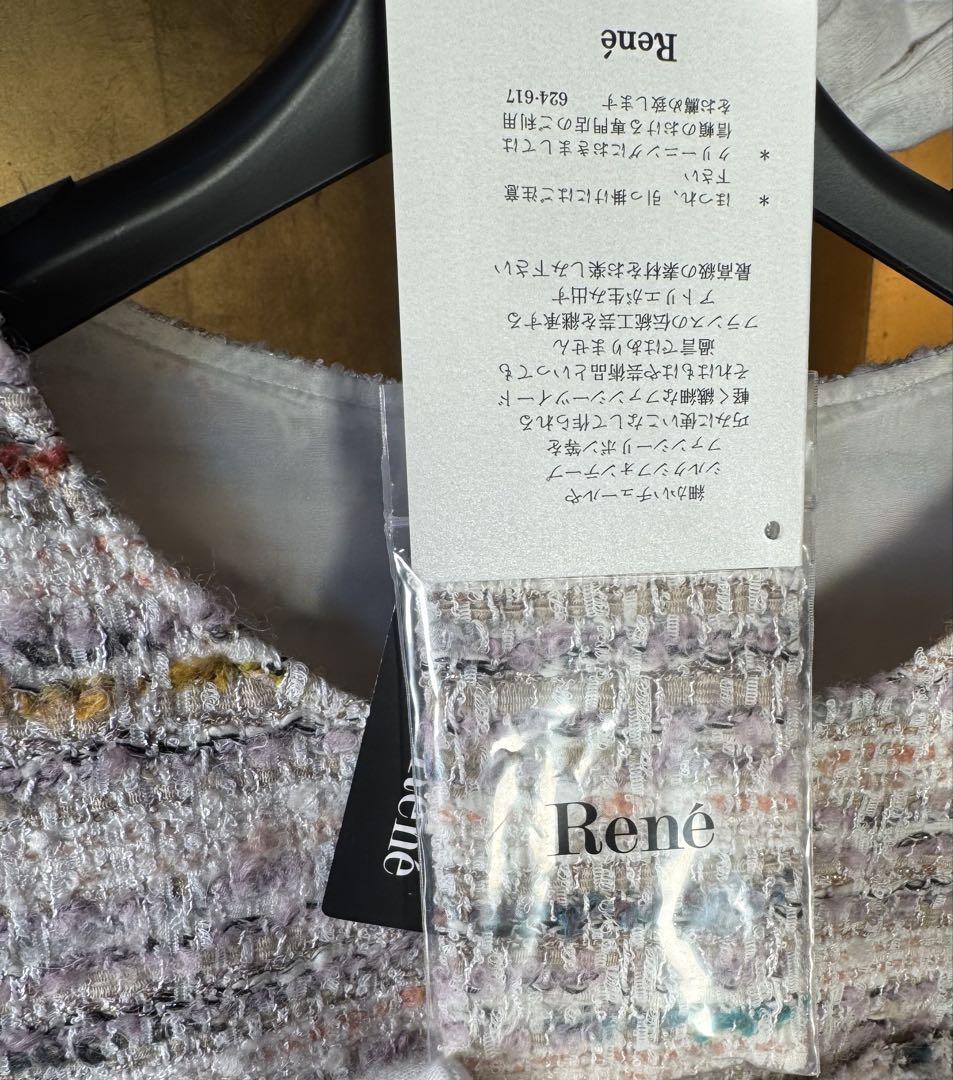 細かいチュールや
シルクシフォンテープ
ファンシーリボン等を
巧みに使いこなして作られる
軽く繊細なファンシーツイード
それはもはや芸術品といっても
過言ではありません
フランスの伝統工芸を継承する
アトリエが生み出す
最高級の素材をお楽しみ下さい
* ほつれ、引っ掛けにはご注意
下さい
* クリーニングにおきましては
信頼のおける専門店のご利用
をお薦め致します 624-617
René
René
René